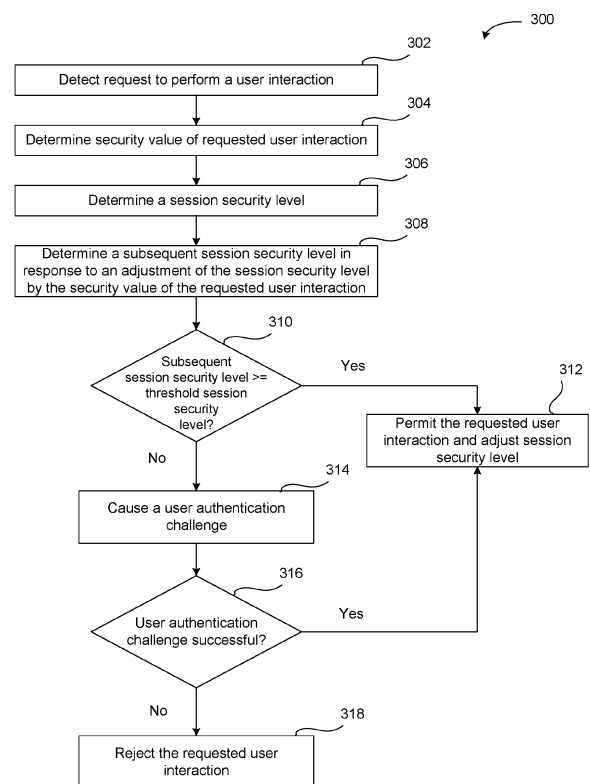 300
302
Detect request to perform a user interaction
304
Determine security value of requested user interaction
306
Determine a session security level
308
Determine a subsequent session security level in
response to an adjustment of the session security level
by the security value of the requested user interaction
310
Subsequent
session security level >=
threshold session
security
level?
Yes
312
Permit the requested user
interaction and adjust session
security level
No
314
Cause a user authentication
challenge
316
User authentication
challenge successful?
Yes
No
318
Reject the requested user
interaction